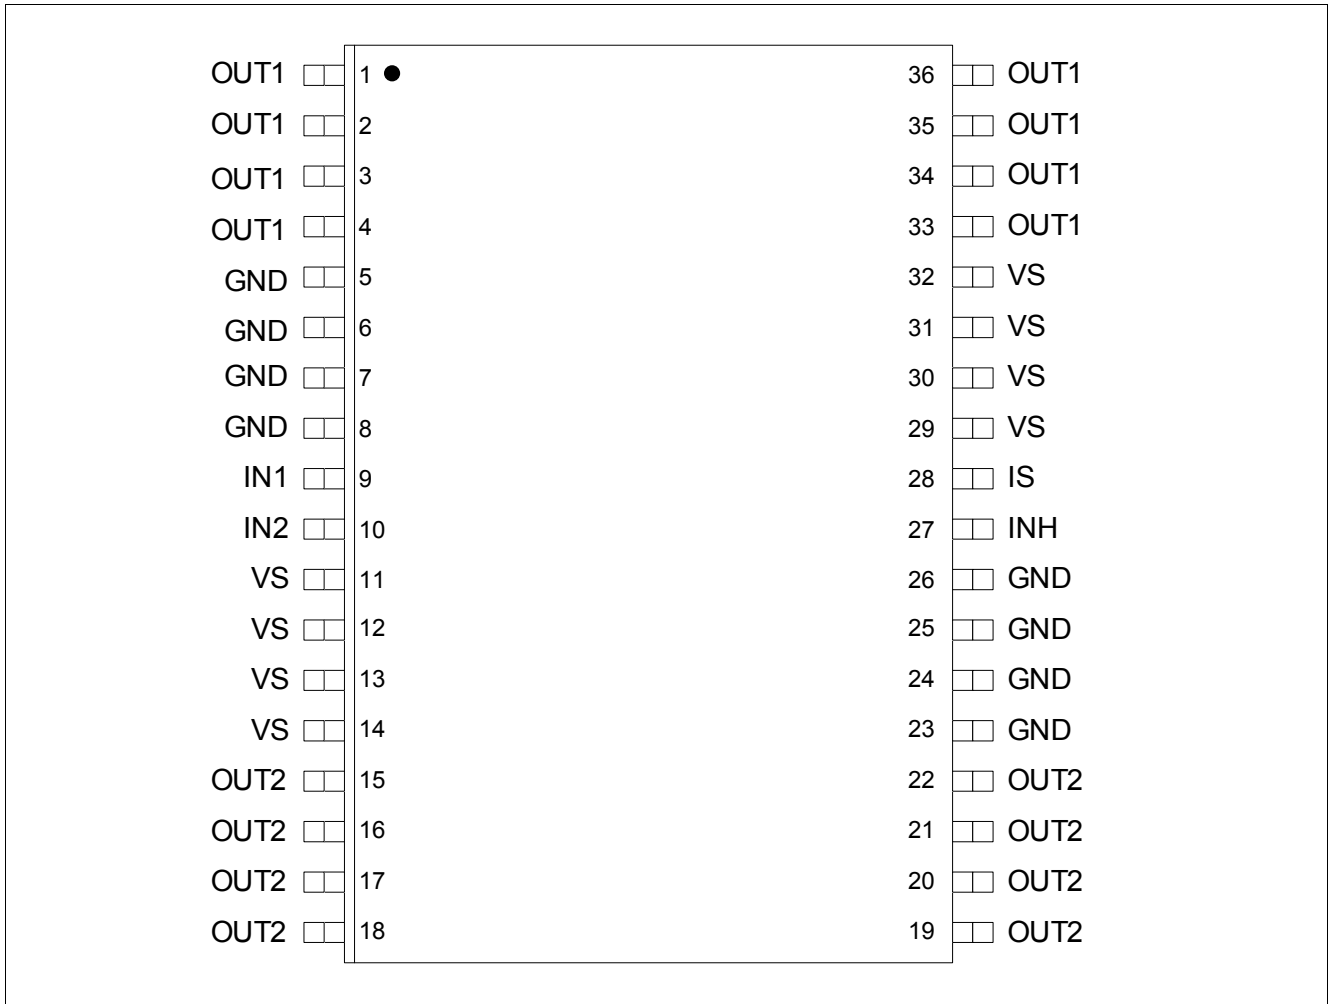 OUT1 1 36 OUT1
OUT1 2 35 OUT1
OUT1 3 34 OUT1
OUT1 4 33 OUT1
GND 5 32 VS
GND 6 31 VS
GND 7 30 VS
GND 8 29 VS
IN1 9 28 IS
IN2 10 27 INH
VS 11 26 GND
VS 12 25 GND
VS 13 24 GND
VS 14 23 GND
OUT2 15 22 OUT2
OUT2 16 21 OUT2
OUT2 17 20 OUT2
OUT2 18 19 OUT2